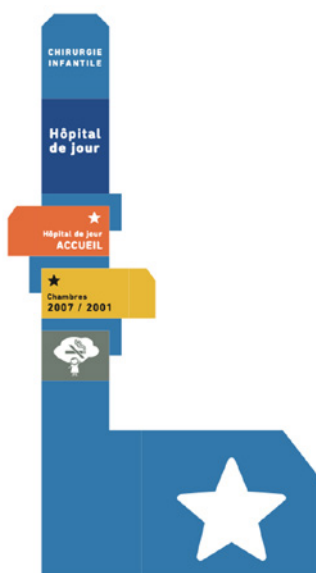 CHIRURGIE
INFANTILE
Hôpital
de jour
Hôpital de jour
ACCUEIL
Chambres
2007 / 2001